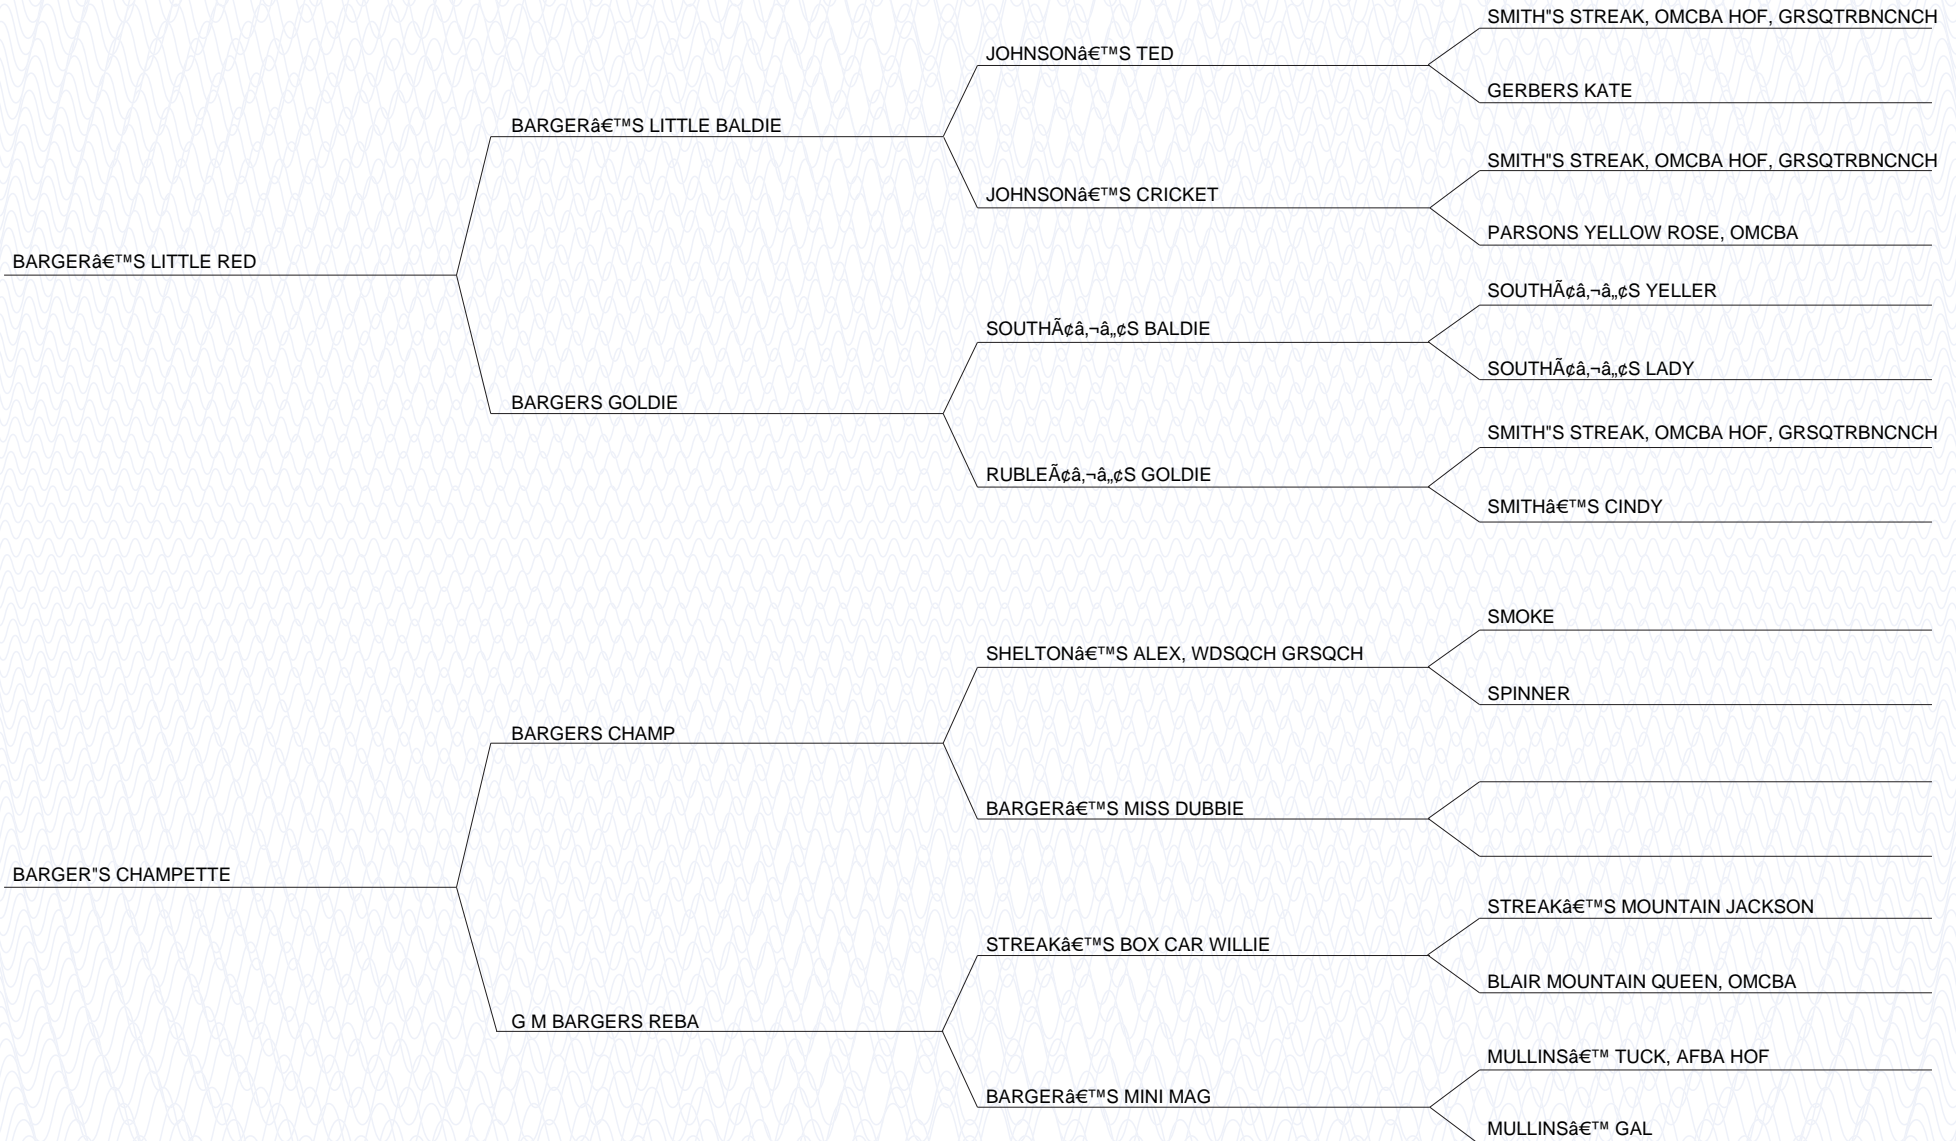 SMITH"S STREAK, OMCBA HOF, GRSQTRBNCNCH
JOHNSONâ€™S TED
GERBERS KATE
BARGERâ€™S LITTLE BALDIE
SMITH"S STREAK, OMCBA HOF, GRSQTRBNCNCH
JOHNSONâ€™S CRICKET
PARSONS YELLOW ROSE, OMCBA
BARGERâ€™S LITTLE RED
SOUTHÃ¢â‚¬â„¢S YELLER
SOUTHÃ¢â‚¬â„¢S BALDIE
SOUTHÃ¢â‚¬â„¢S LADY
BARGERS GOLDIE
SMITH"S STREAK, OMCBA HOF, GRSQTRBNCNCH
RUBLEÃ¢â‚¬â„¢S GOLDIE
SMITHâ€™S CINDY
SMOKE
SHELTONâ€™S ALEX, WDSQCH GRSQCH
SPINNER
BARGERS CHAMP
BARGERâ€™S MISS DUBBIE
BARGER"S CHAMPETTE
STREAKâ€™S MOUNTAIN JACKSON
STREAKâ€™S BOX CAR WILLIE
BLAIR MOUNTAIN QUEEN, OMCBA
G M BARGERS REBA
MULLINSâ€™ TUCK, AFBA HOF
BARGERâ€™S MINI MAG
MULLINSâ€™ GAL